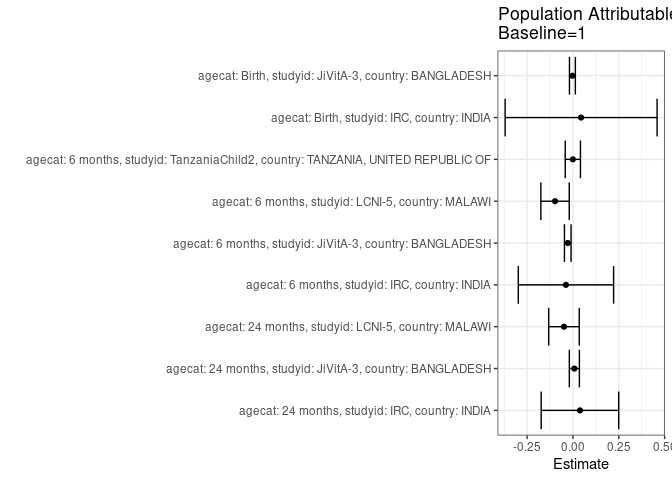 Population Attributable
Baseline=1
agecat: Birth, studyid: JiVitA-3, country: BANGLADESH
agecat: Birth, studyid: IRC, country: INDIA
agecat: 6 months, studyid: TanzaniaChild2, country: TANZANIA, UNITED REPUBLIC OF
agecat: 6 months, studyid: LCNI-5, country: MALAWI
agecat: 6 months, studyid: JiVitA-3, country: BANGLADESH
agecat: 6 months, studyid: IRC, country: INDIA
agecat: 24 months, studyid: LCNI-5, country: MALAWI
agecat: 24 months, studyid: JiVitA-3, country: BANGLADESH
agecat: 24 months, studyid: IRC, country: INDIA
-0.25 0.00 0.25 0.50
Estimate